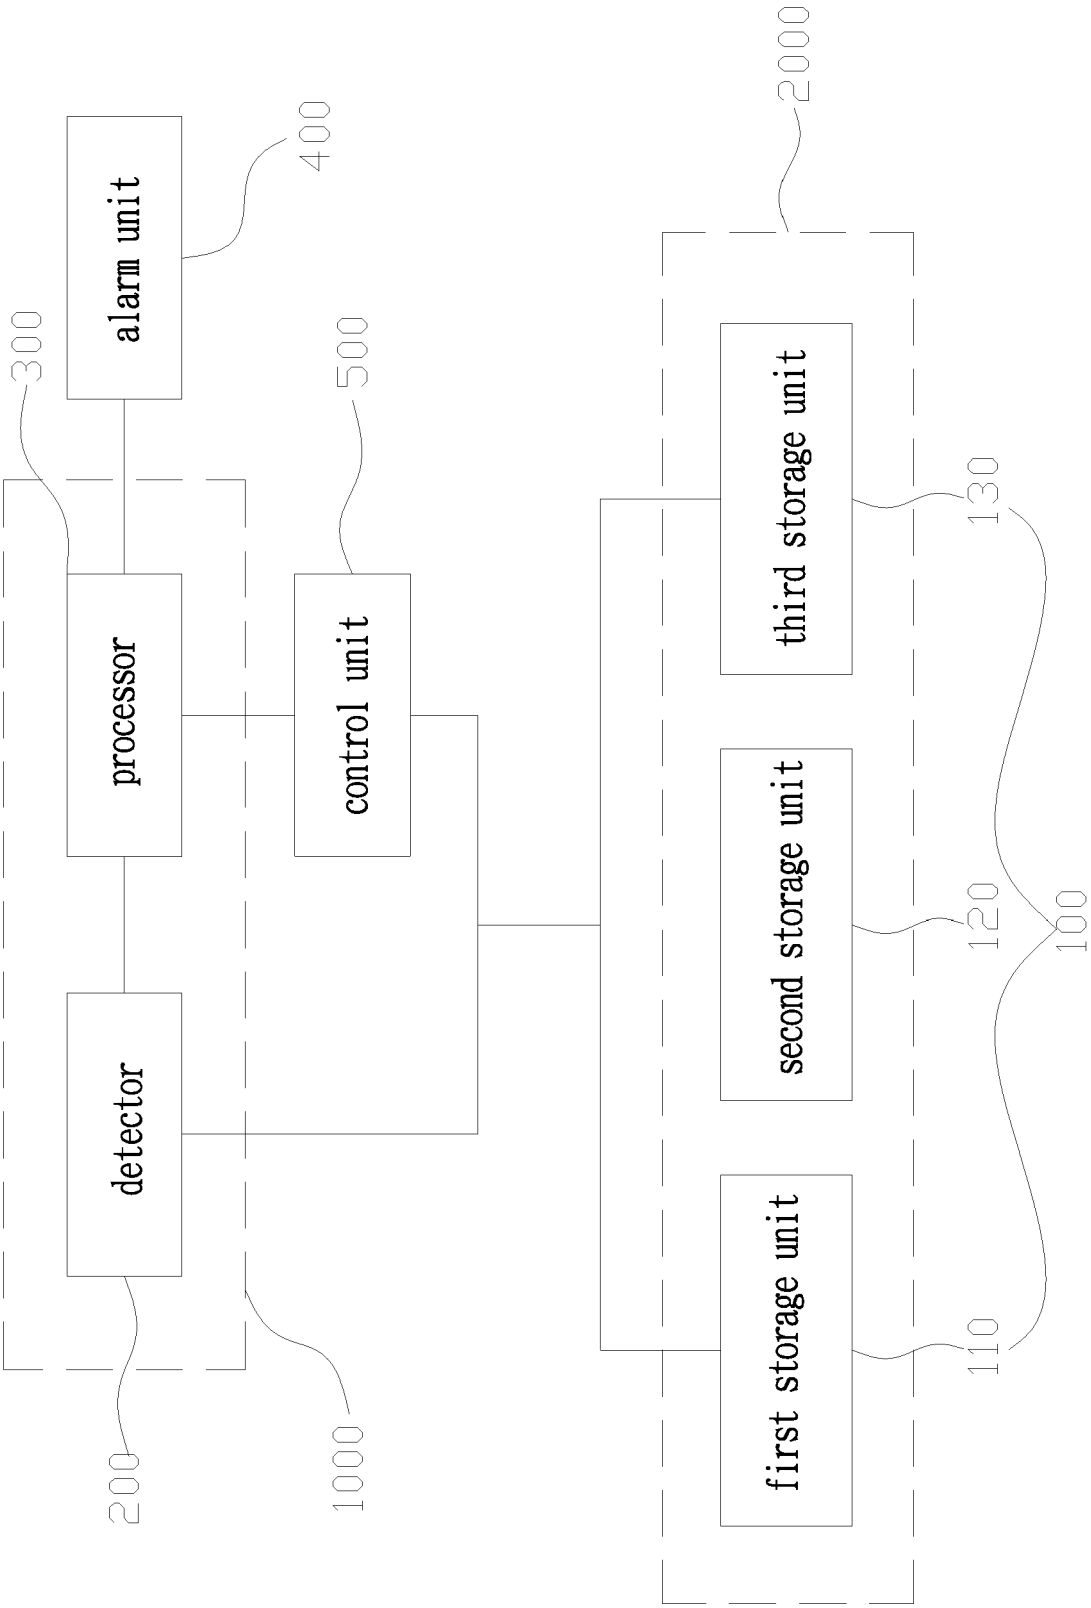 200
300
detector
processor
alarm unit
1000
500
400
control unit
2000
first storage unit
second storage unit
third storage unit
110
120
130
100